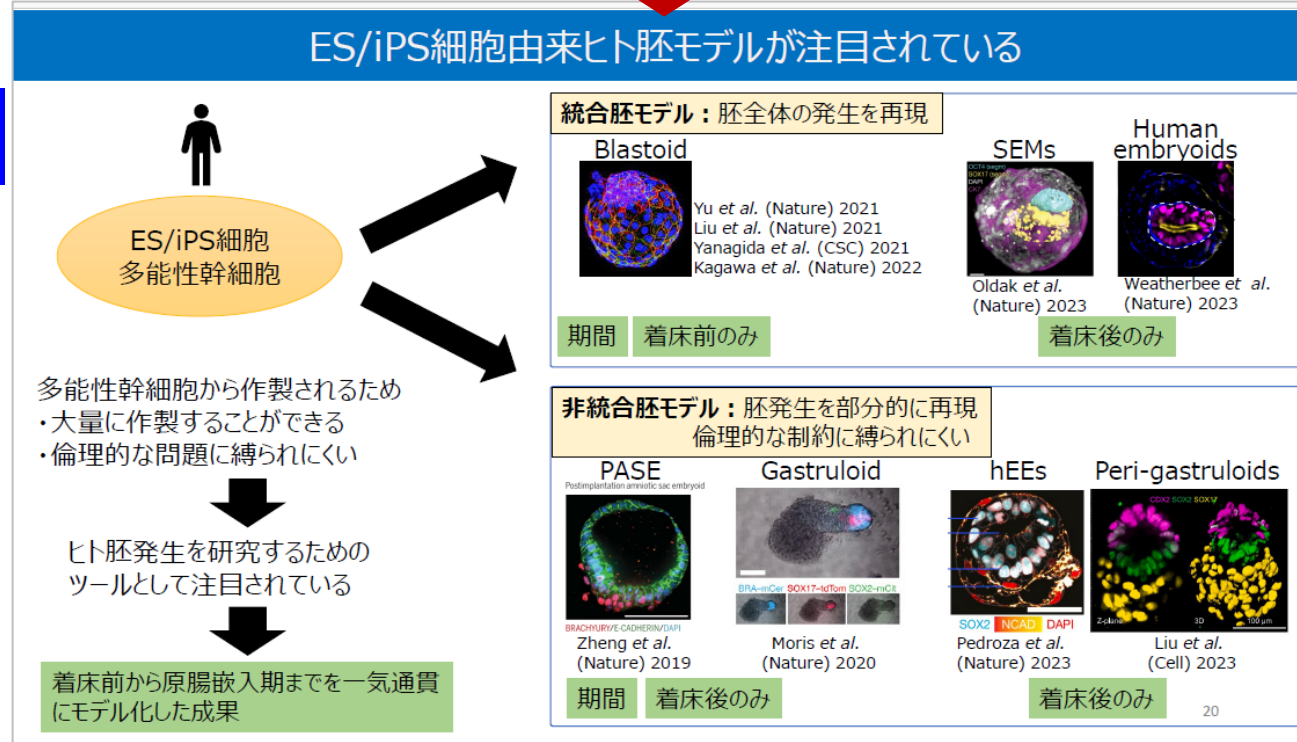 ES/iPS細胞由来ヒト胚モデルが注目されている
ES/iPS細胞
多能性幹細胞
多能性幹細胞から作製されるため
・大量に作製することができる
・倫理的な問題に縛られにくい
ヒト胚発生を研究するための
ツールとして注目されている
着床前から原腸嵌入期までを一気通貫
にモデル化した成果
統合胚モデル：胚全体の発生を再現
Blastoid
Yu et al. (Nature) 2021
Liu et al. (Nature) 2021
Yanagida et al. (CSC) 2021
Kagawa et al. (Nature) 2022
SEMs
OCT4 (segm)
DAPI
Oldak et al.
(Nature) 2023
Human
embryoids
Weatherbee et al.
(Nature) 2023
期間
着床前のみ
着床後のみ
非統合胚モデル：胚発生を部分的に再現
倫理的な制約に縛られにくい
PASE
Postimplantation amniotic sac embryoid
BRACHYURY/E-CADHERIN/DAPI
Zheng et al.
(Nature) 2019
Gastruloid
BRA-mCer SOX17-tdTom SOX2-mCit
Moris et al.
(Nature) 2020
hEEs
SOX2 NCAD DAPI
Pedroza et al.
(Nature) 2023
Peri-gastruloids
CDX2 SOX2 SOX17
Z-plane
3D
100 μm
Liu et al.
(Cell) 2023
期間
着床後のみ
着床後のみ
20